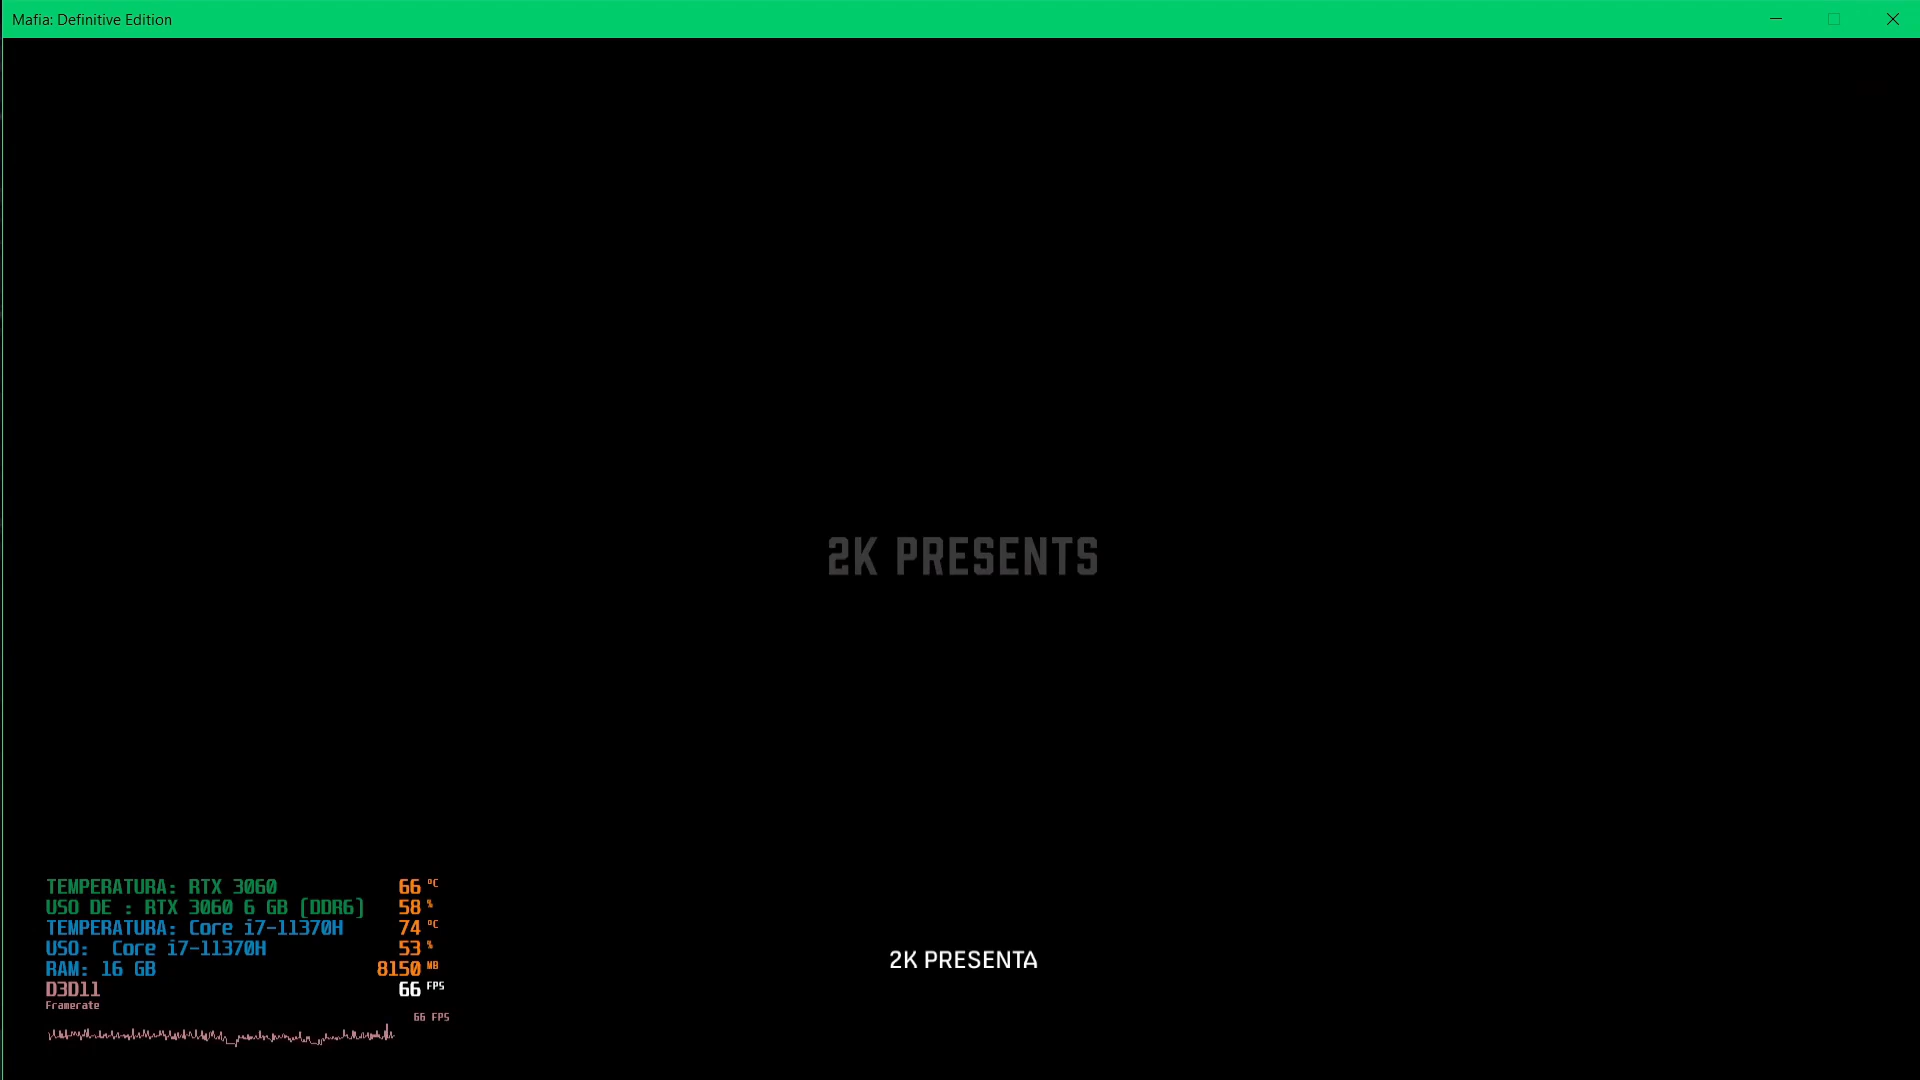 Mafia: Definitive Edition
2K PRESENTS
TEMPERATURA: RTX 3060 66 °C
USO DE : RTX 3060 6 GB (DDR6) 58 %
TEMPERATURA: Core i7-11370H 74 °C
USO: Core i7-11370H 53 %
RAM: 16 GB 8150 MB
D3D11 66 FPS
Framerate
66 FPS
2K PRESENTA